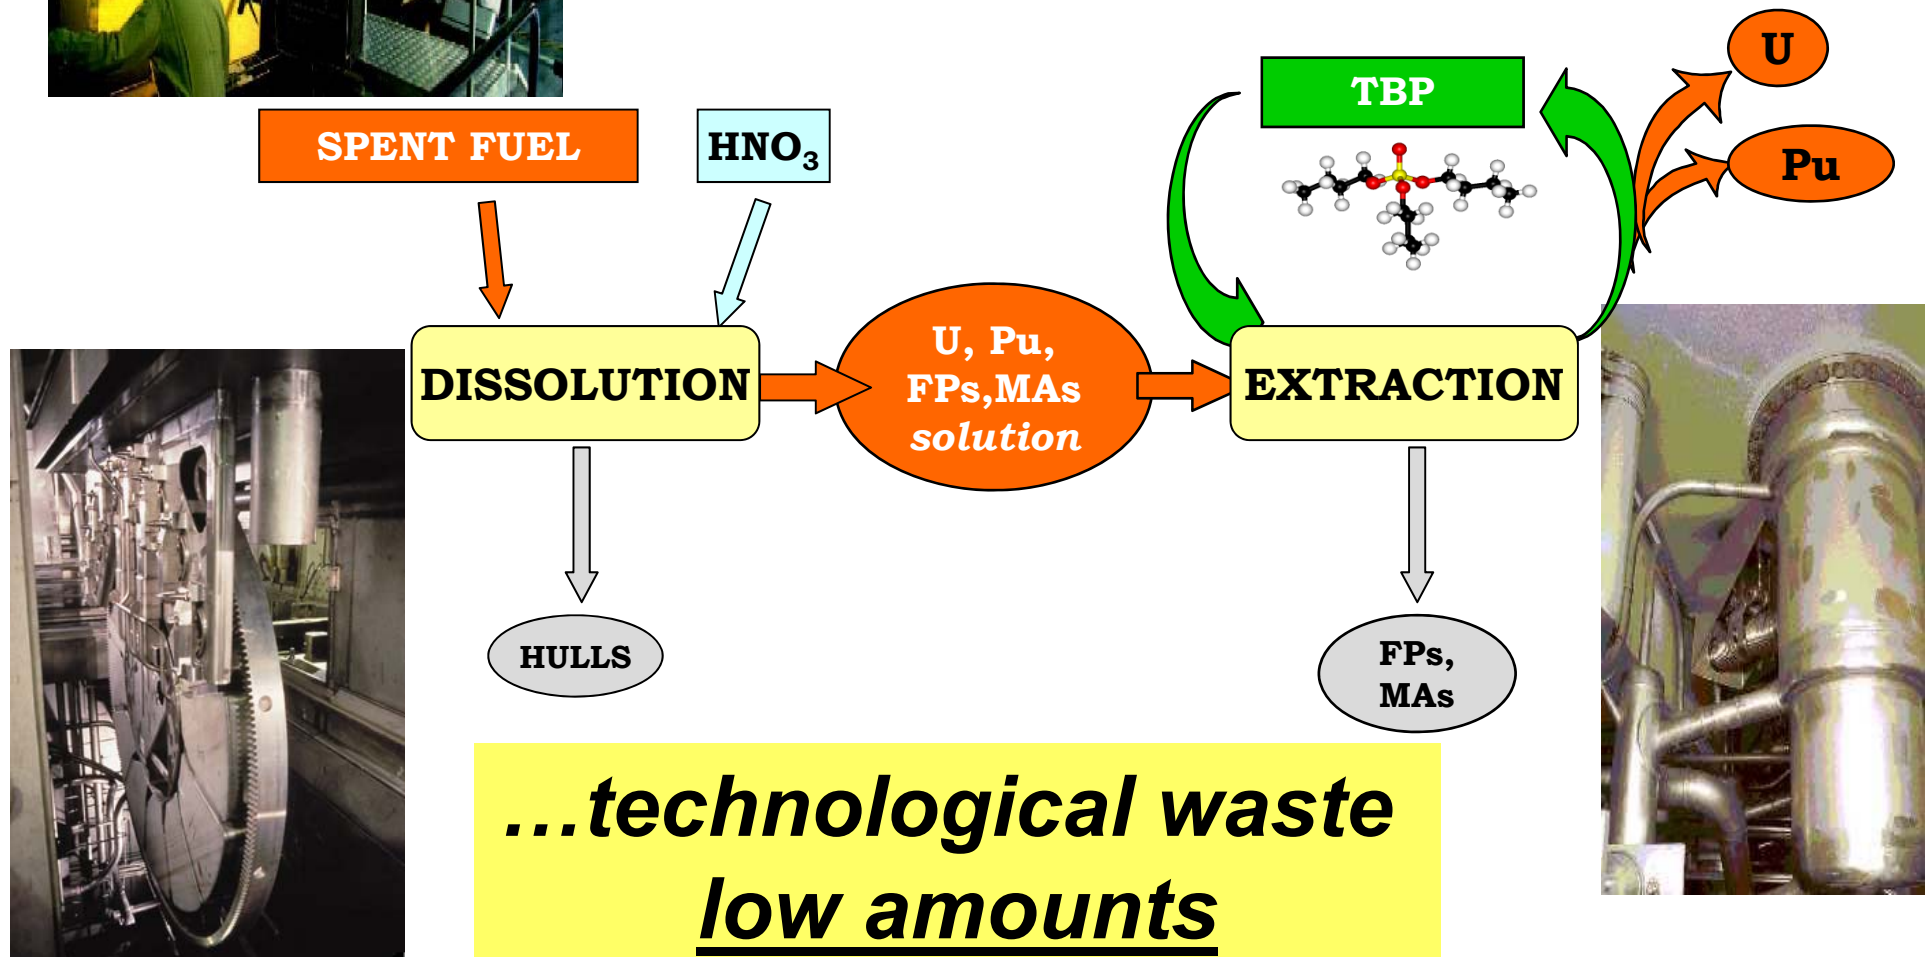 U
TBP
SPENT FUEL
HNO₃
Pu
U, Pu,
FPs,MAs
solution
DISSOLUTION
EXTRACTION
HULLS
FPs,
MAs
...technological waste
low amounts